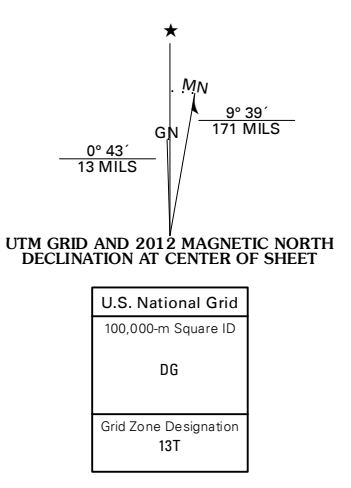 ★
MN
GN
9° 39´
171 MILS
0° 43´
13 MILS
UTM GRID AND 2012 MAGNETIC NORTH
DECLINATION AT CENTER OF SHEET
U.S. National Grid
100,000-m Square ID
DG
Grid Zone Designation
13T